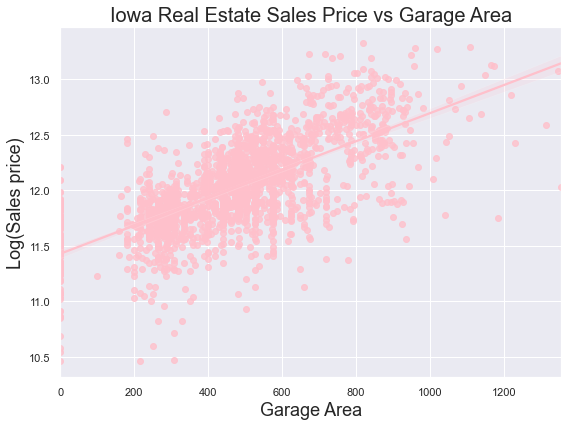 Iowa Real Estate Sales Price vs Garage Area
13.0
12.5
12.0
11.5
11.0
10.5
Log(Sales price)
0 200 400 600 800 1000 1200
Garage Area